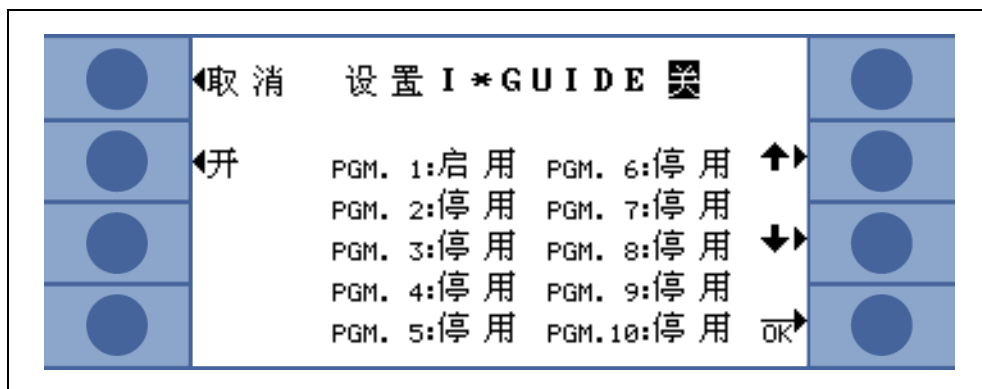 取消 设置I*GUIDE 关
开 PGM. 1:启用 PGM. 6:停用
PGM. 2:停用 PGM. 7:停用
PGM. 3:停用 PGM. 8:停用
PGM. 4:停用 PGM. 9:停用
PGM. 5:停用 PGM.10:停用 OK